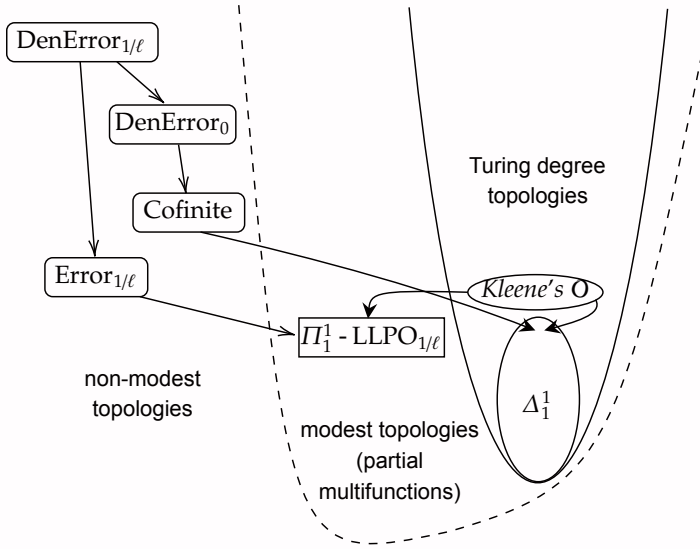 DenError₁/ℓ
DenError₀
Cofinite
Error₁/ℓ
Turing degree
topologies
Kleene's O
Π¹₁ - LLPO₁/ℓ
non-modest
topologies
modest topologies
(partial
multifunctions)
Δ¹₁